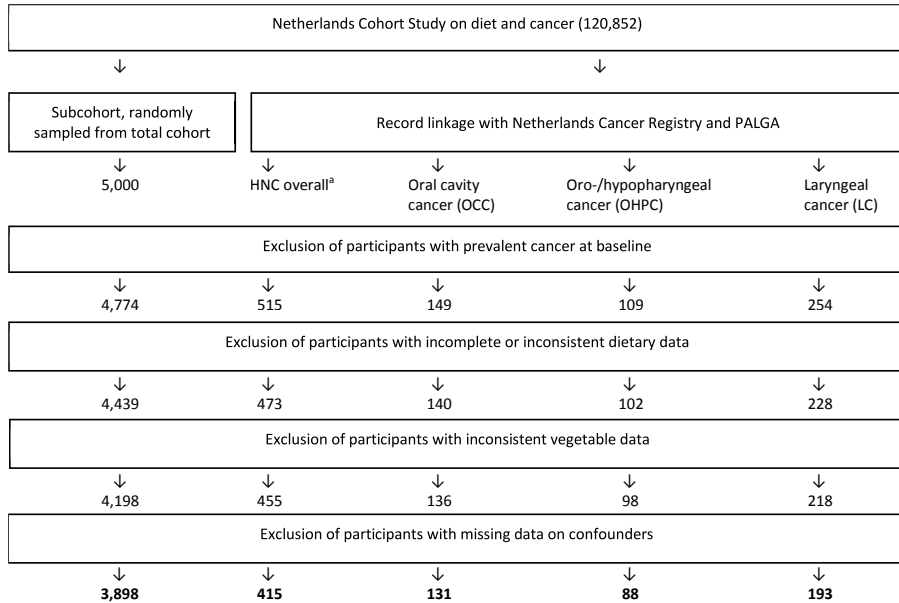 Netherlands Cohort Study on diet and cancer (120,852)
↓ ↓
Subcohort, randomly
sampled from total cohort
Record linkage with Netherlands Cancer Registry and PALGA
↓ ↓ ↓ ↓ ↓
5,000 HNC overallᵃ Oral cavity Oro-/hypopharyngeal Laryngeal
cancer (OCC) cancer (OHPC) cancer (LC)
Exclusion of participants with prevalent cancer at baseline
↓ ↓ ↓ ↓ ↓
4,774 515 149 109 254
Exclusion of participants with incomplete or inconsistent dietary data
↓ ↓ ↓ ↓ ↓
4,439 473 140 102 228
Exclusion of participants with inconsistent vegetable data
↓ ↓ ↓ ↓ ↓
4,198 455 136 98 218
Exclusion of participants with missing data on confounders
↓ ↓ ↓ ↓ ↓
3,898 415 131 88 193